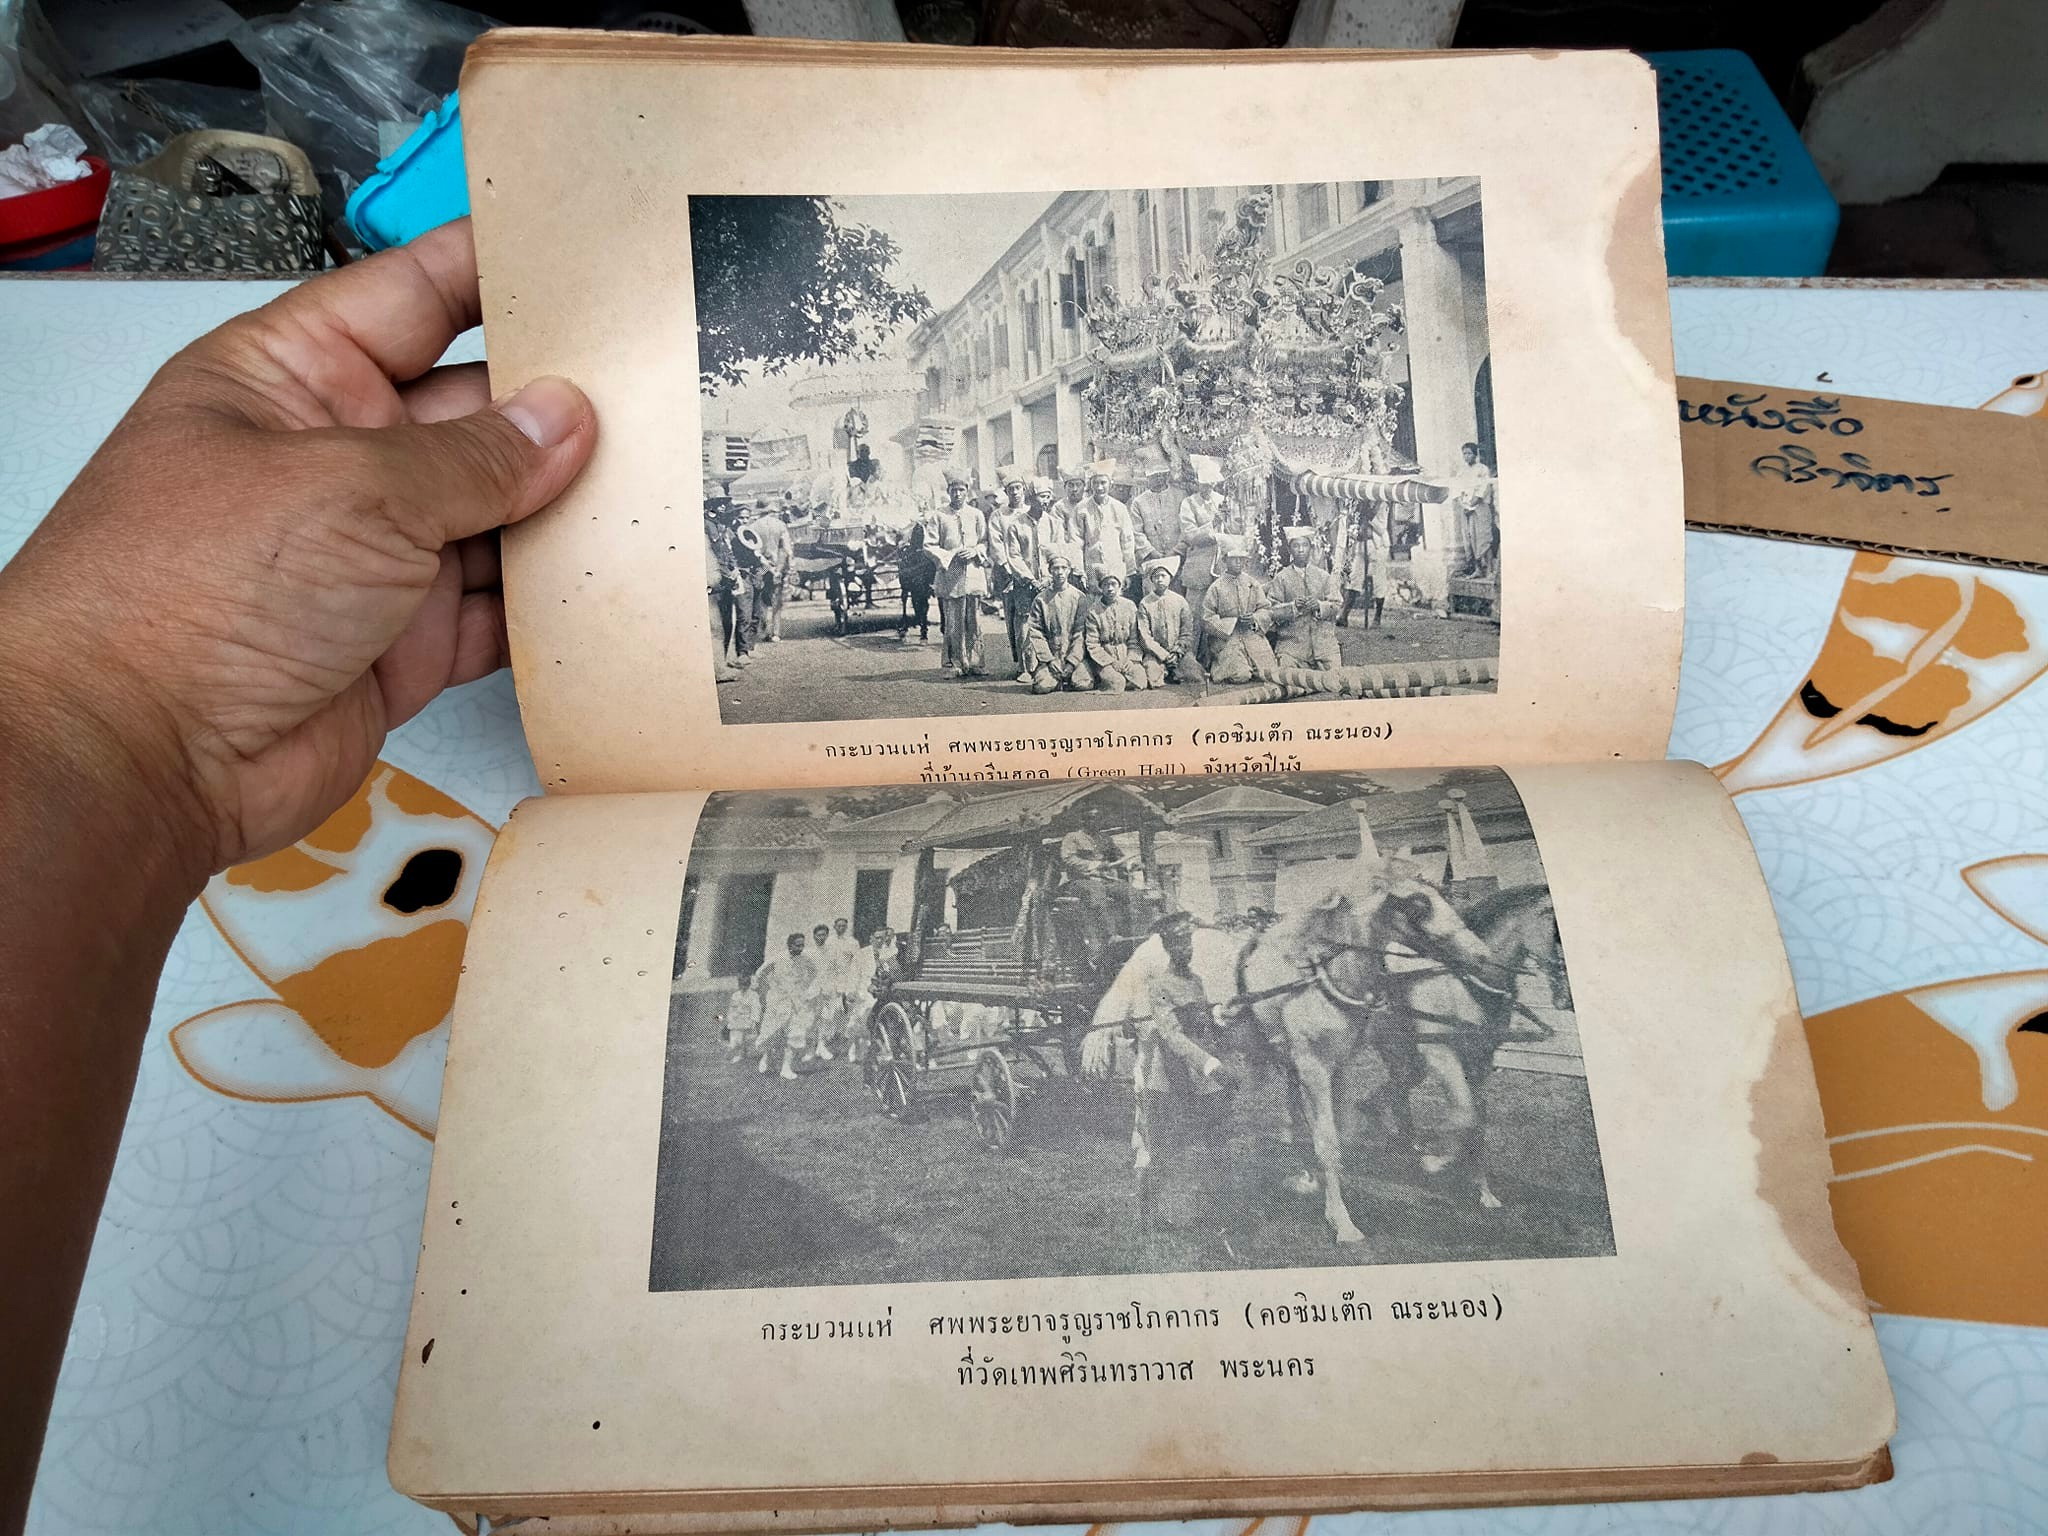 กระบวนแห่ ศพพระยาจรูญราชโภคากร (คอซิมเต๊ก ณระนอง)
ที่บ้านกรีนฮอล (Green Hall) จังหวัดปีนัง
หนังสือ
กระบวนแห่ ศพพระยาจรูญราชโภคากร (คอซิมเต๊ก ณระนอง)
ที่วัดเทพศิรินทราวาส พระนคร